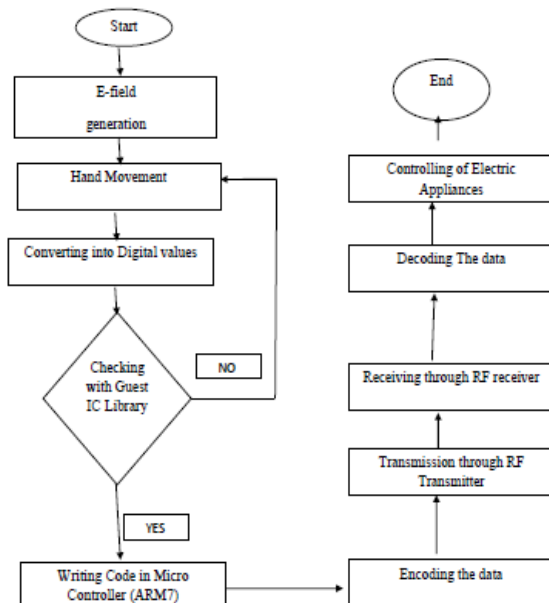 Start
E-field
generation
Hand Movement
Converting into Digital values
Checking
with Guest
IC Library
NO
YES
Writing Code in Micro
Controller (ARM7)
Encoding the data
Transmission through RF
Transmitter
Receiving through RF receiver
Decoding The data
Controlling of Electric
Appliances
End